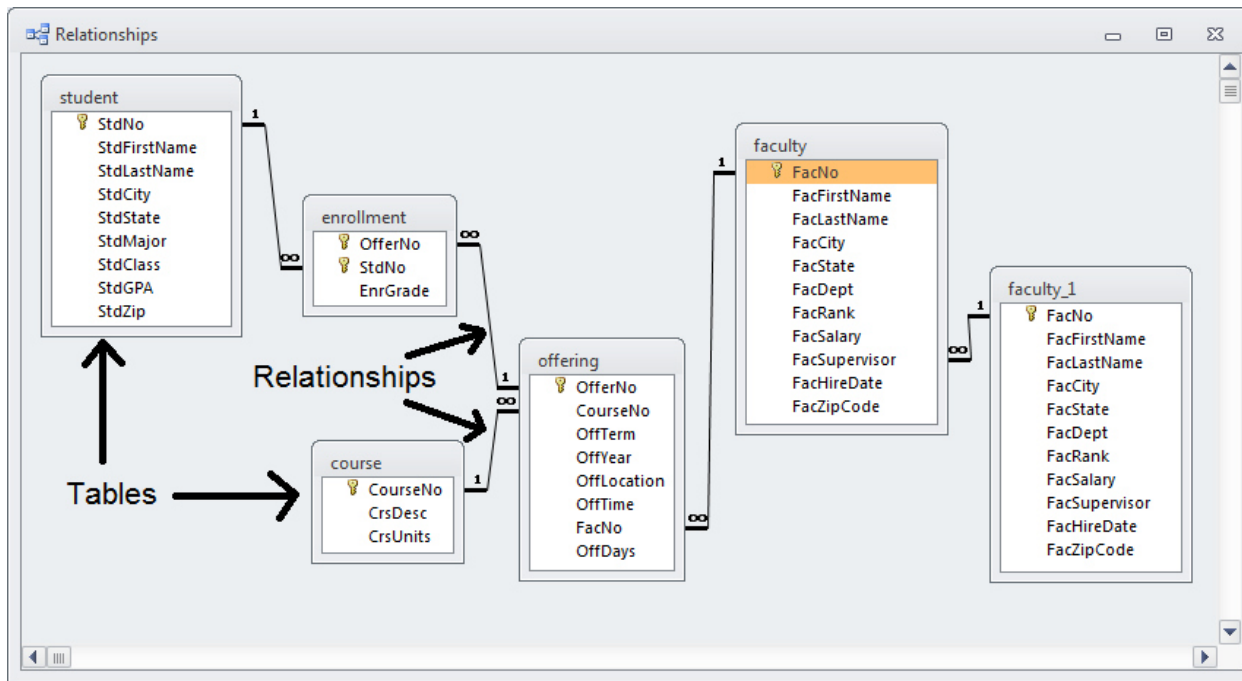 Relationships
student
StdNo
StdFirstName
StdLastName
StdCity
StdState
StdMajor
StdClass
StdGPA
StdZip
1
∞
enrollment
OfferNo
StdNo
EnrGrade
∞
1
Relationships
Tables
course
CourseNo
CrsDesc
CrsUnits
1
∞
offering
OfferNo
CourseNo
OffTerm
OffYear
OffLocation
OffTime
FacNo
OffDays
∞
1
faculty
FacNo
FacFirstName
FacLastName
FacCity
FacState
FacDept
FacRank
FacSalary
FacSupervisor
FacHireDate
FacZipCode
∞
1
faculty_1
FacNo
FacFirstName
FacLastName
FacCity
FacState
FacDept
FacRank
FacSalary
FacSupervisor
FacHireDate
FacZipCode